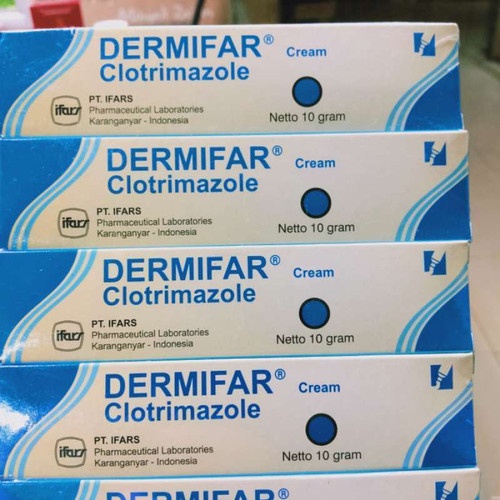 DERMIFAR® Cream
Clotrimazole
ifars
PT. IFARS
Pharmaceutical Laboratories
Karanganyar - Indonesia
Netto 10 gram
DERMIFAR® Cream
Clotrimazole
ifars
PT. IFARS
Pharmaceutical Laboratories
Karanganyar - Indonesia
Netto 10 gram
DERMIFAR® Cream
Clotrimazole
ifars
PT. IFARS
Pharmaceutical Laboratories
Karanganyar - Indonesia
Netto 10 gram
DERMIFAR® Cream
Clotrimazole
ifars
PT. IFARS
Pharmaceutical Laboratories
Karanganyar - Indonesia
Netto 10 gram
DERMIFAR® Cream